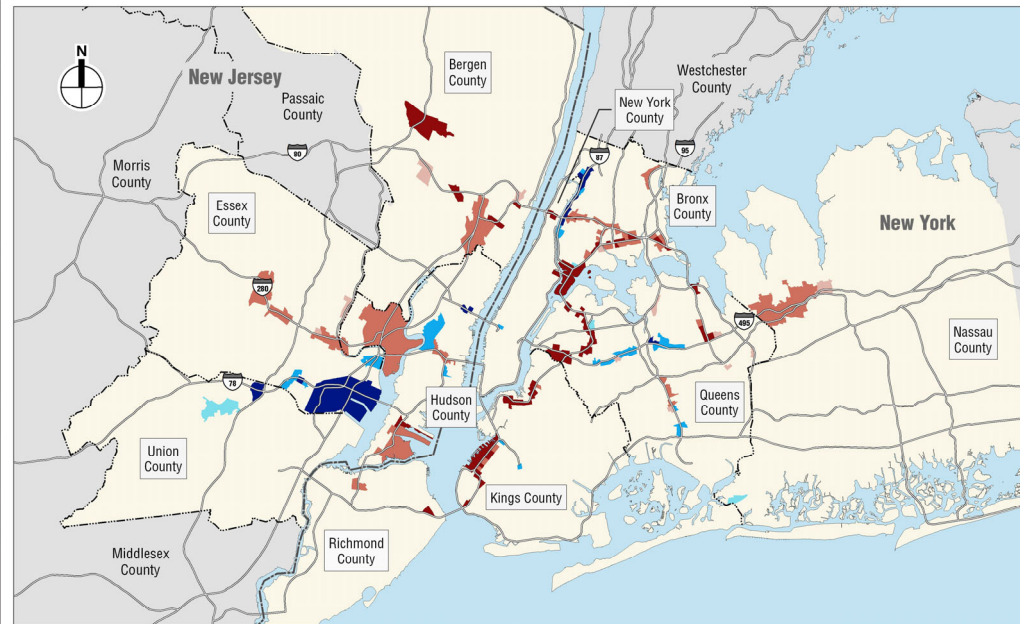 N
New Jersey
Bergen
County
Westchester
County
Passaic
County
New York
County
95
87
80
Morris
County
Essex
County
Bronx
County
New York
280
495
Nassau
County
78
Hudson
County
Queens
County
Union
County
Kings County
Richmond
County
Middlesex
County